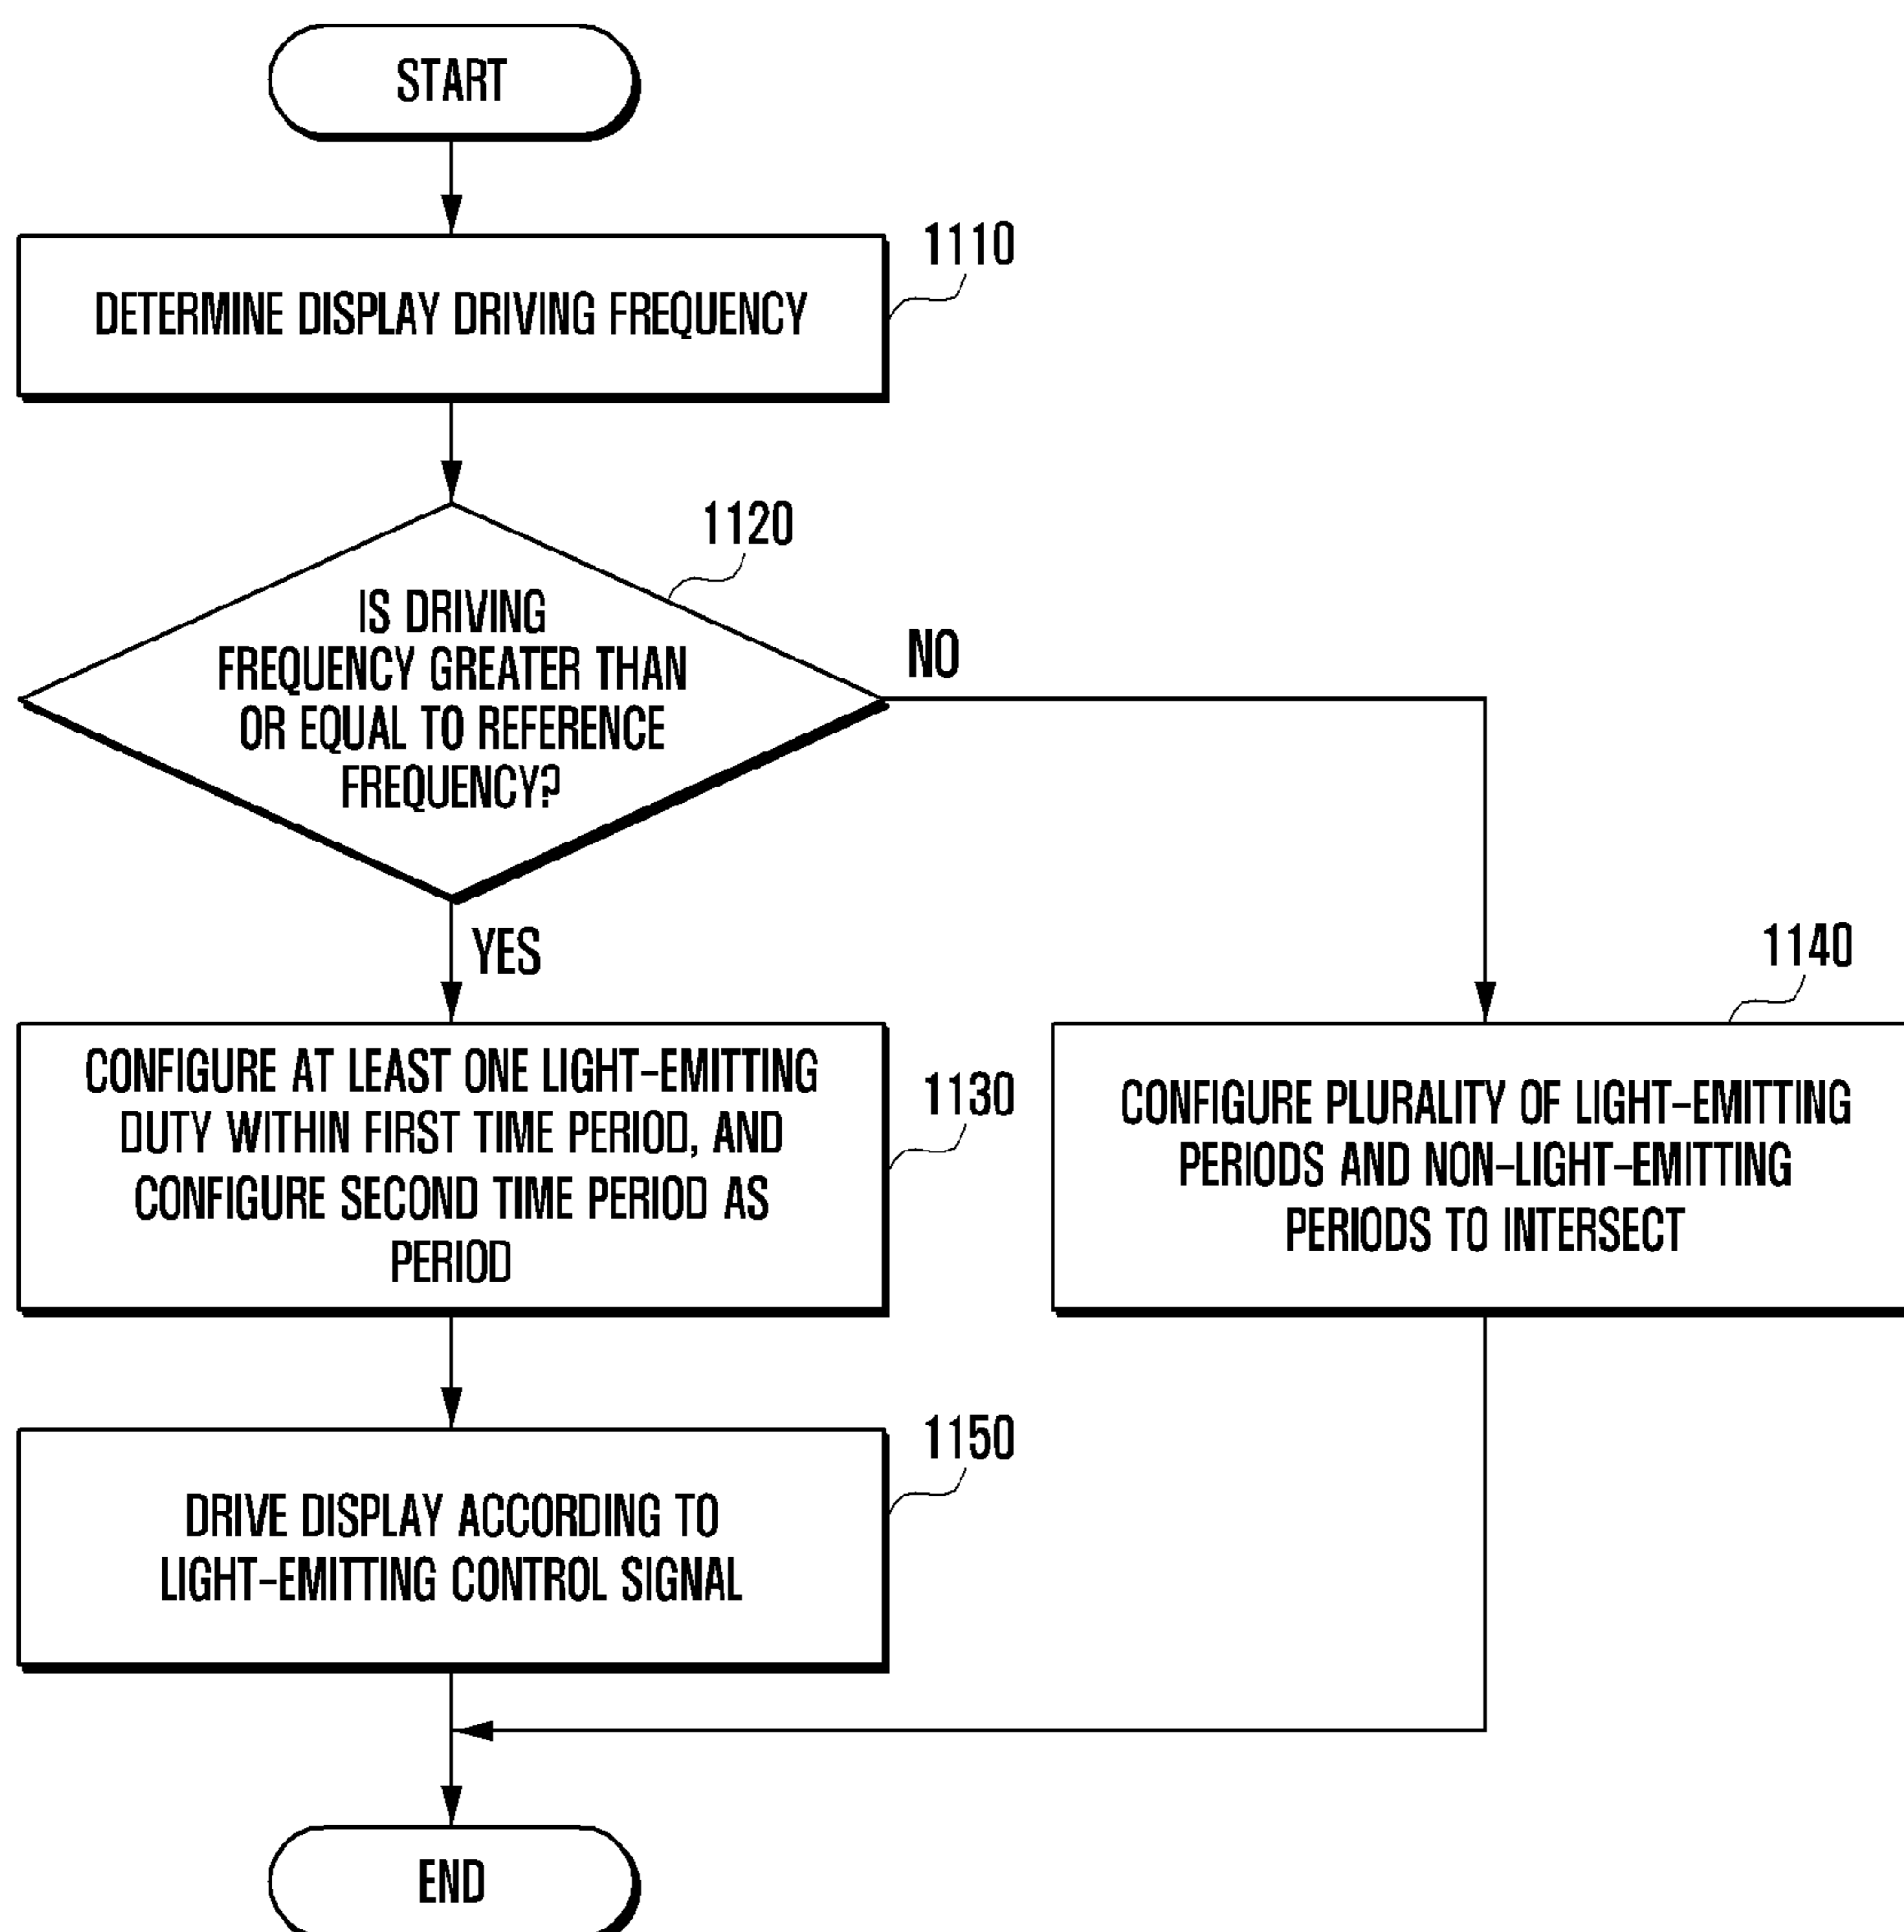 START
1110
DETERMINE DISPLAY DRIVING FREQUENCY
1120
IS DRIVING
FREQUENCY GREATER THAN
OR EQUAL TO REFERENCE
FREQUENCY?
NO
YES
1130
CONFIGURE AT LEAST ONE LIGHT-EMITTING
DUTY WITHIN FIRST TIME PERIOD, AND
CONFIGURE SECOND TIME PERIOD AS
PERIOD
1140
CONFIGURE PLURALITY OF LIGHT-EMITTING
PERIODS AND NON-LIGHT-EMITTING
PERIODS TO INTERSECT
1150
DRIVE DISPLAY ACCORDING TO
LIGHT-EMITTING CONTROL SIGNAL
END